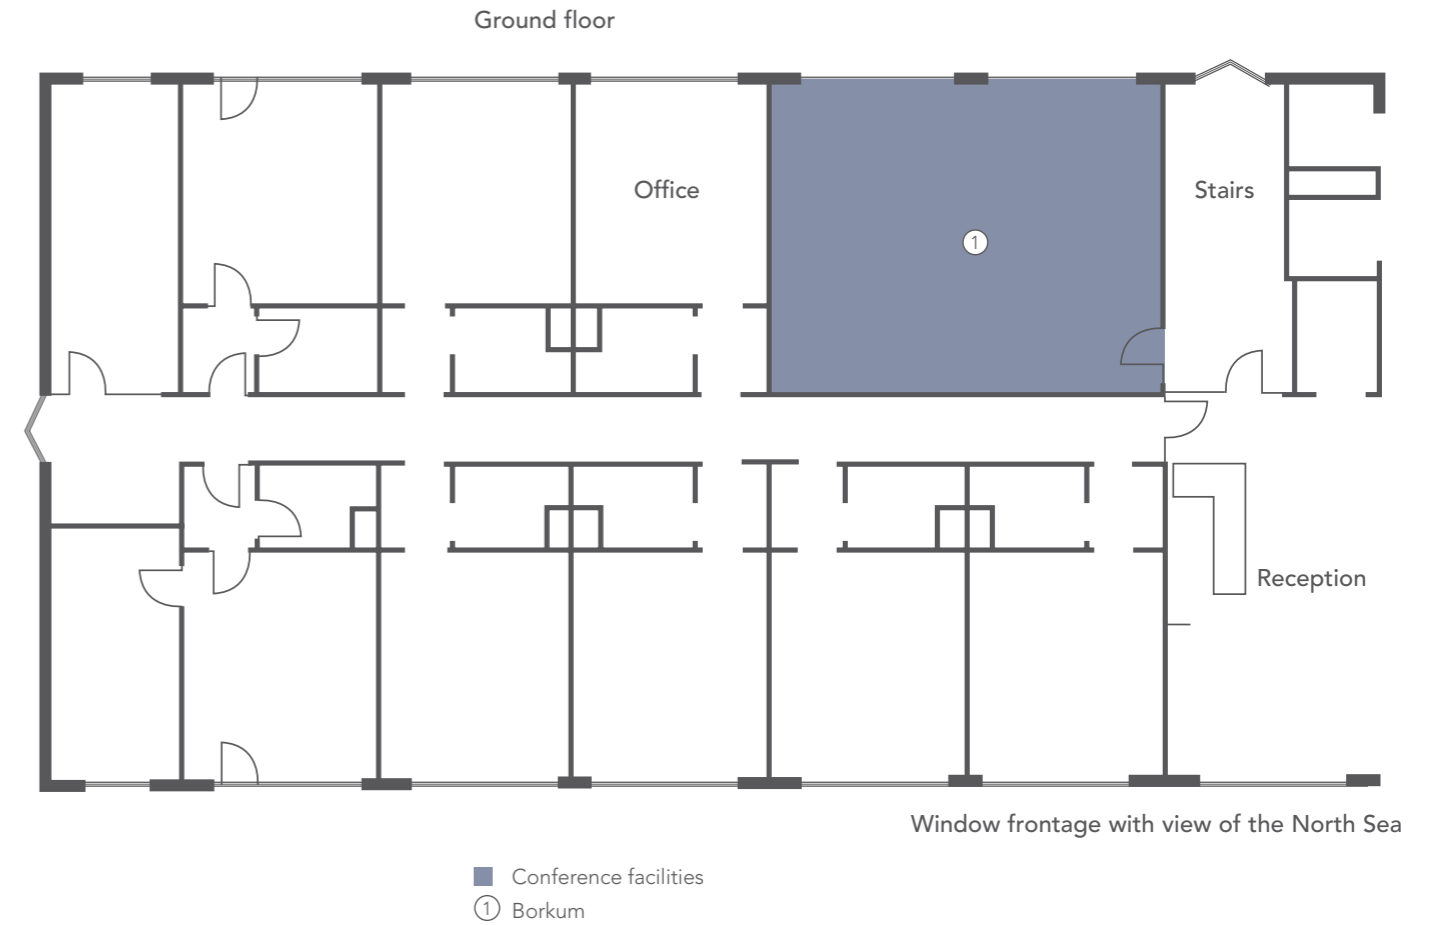 Ground floor
Office
Stairs
1
Reception
Window frontage with view of the North Sea
Conference facilities
1 Borkum